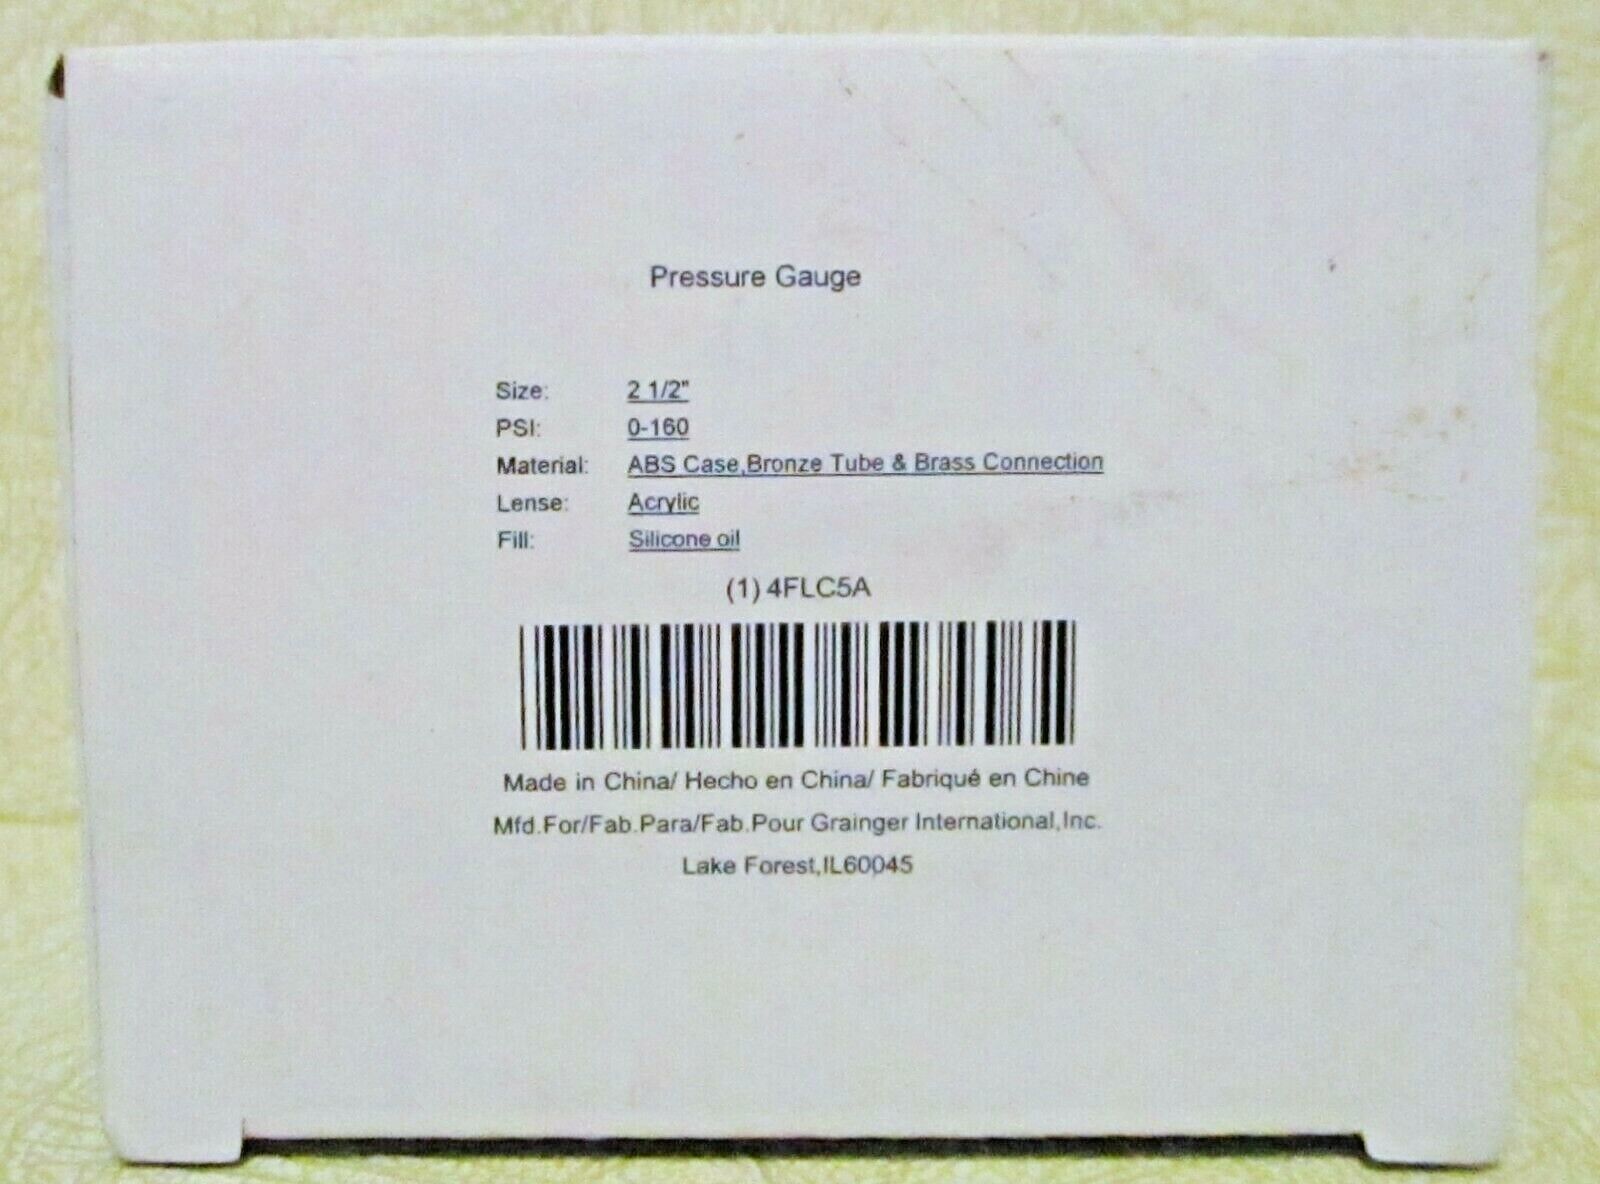 Pressure Gauge
Size: 2 1/2"
PSI: 0-160
Material: ABS Case,Bronze Tube & Brass Connection
Lense: Acrylic
Fill: Silicone oil
(1) 4FLC5A
Made in China/ Hecho en China/ Fabriqué en Chine
Mfd.For/Fab.Para/Fab.Pour Grainger International,Inc.
Lake Forest,IL60045